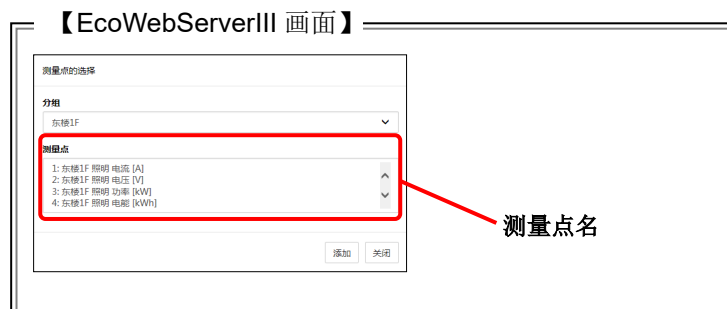 【EcoWebServerIII 画面】
测量点的选择
分组
东楼1F
测量点
1: 东楼1F 照明 电流 [A]
2: 东楼1F 照明 电压 [V]
3: 东楼1F 照明 功率 [kW]
4: 东楼1F 照明 电能 [kWh]
测量点名
添加 关闭